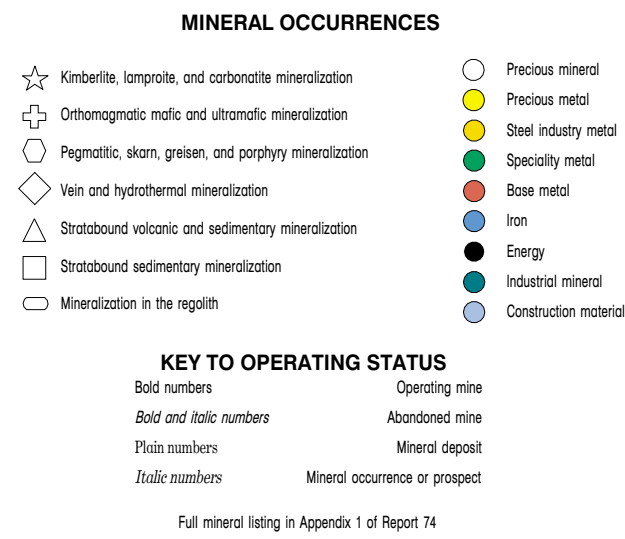 MINERAL OCCURRENCES
Kimberlite, lamproite, and carbonatite mineralization
Orthomagmatic mafic and ultramafic mineralization
Pegmatitic, skarn, greisen, and porphyry mineralization
Vein and hydrothermal mineralization
Stratabound volcanic and sedimentary mineralization
Stratabound sedimentary mineralization
Mineralization in the regolith
Precious mineral
Precious metal
Steel industry metal
Speciality metal
Base metal
Iron
Energy
Industrial mineral
Construction material
KEY TO OPERATING STATUS
Bold numbers Operating mine
Bold and italic numbers Abandoned mine
Plain numbers Mineral deposit
Italic numbers Mineral occurrence or prospect
Full mineral listing in Appendix 1 of Report 74